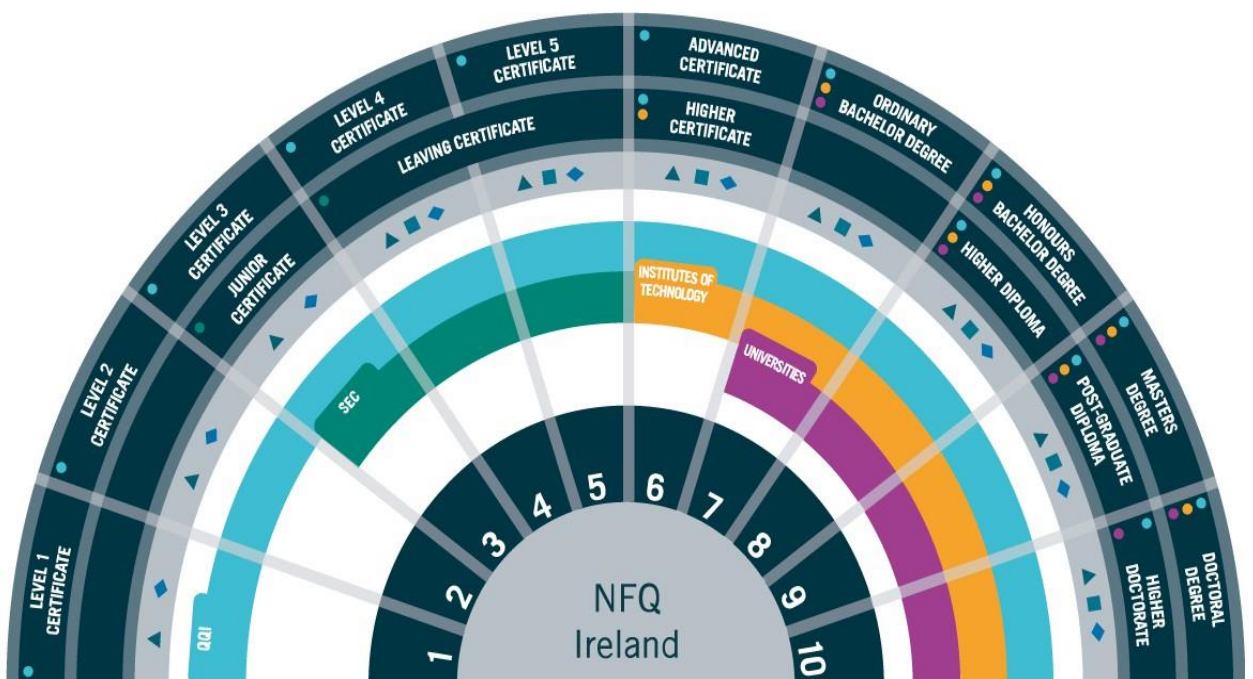 LEVEL 1
CERTIFICATE
LEVEL 2
CERTIFICATE
LEVEL 3
CERTIFICATE
JUNIOR
CERTIFICATE
LEVEL 4
CERTIFICATE
LEVEL 5
CERTIFICATE
LEAVING CERTIFICATE
ADVANCED
CERTIFICATE
HIGHER
CERTIFICATE
ORDINARY
BACHELOR DEGREE
HONOURS
BACHELOR DEGREE
HIGHER DIPLOMA
MASTERS
DEGREE
POST-GRADUATE
DIPLOMA
DOCTORAL
DEGREE
HIGHER
DOCTORATE
QQI
SEC
INSTITUTES OF
TECHNOLOGY
UNIVERSITIES
1
2
3
4
5
6
7
8
9
10
NFQ
Ireland